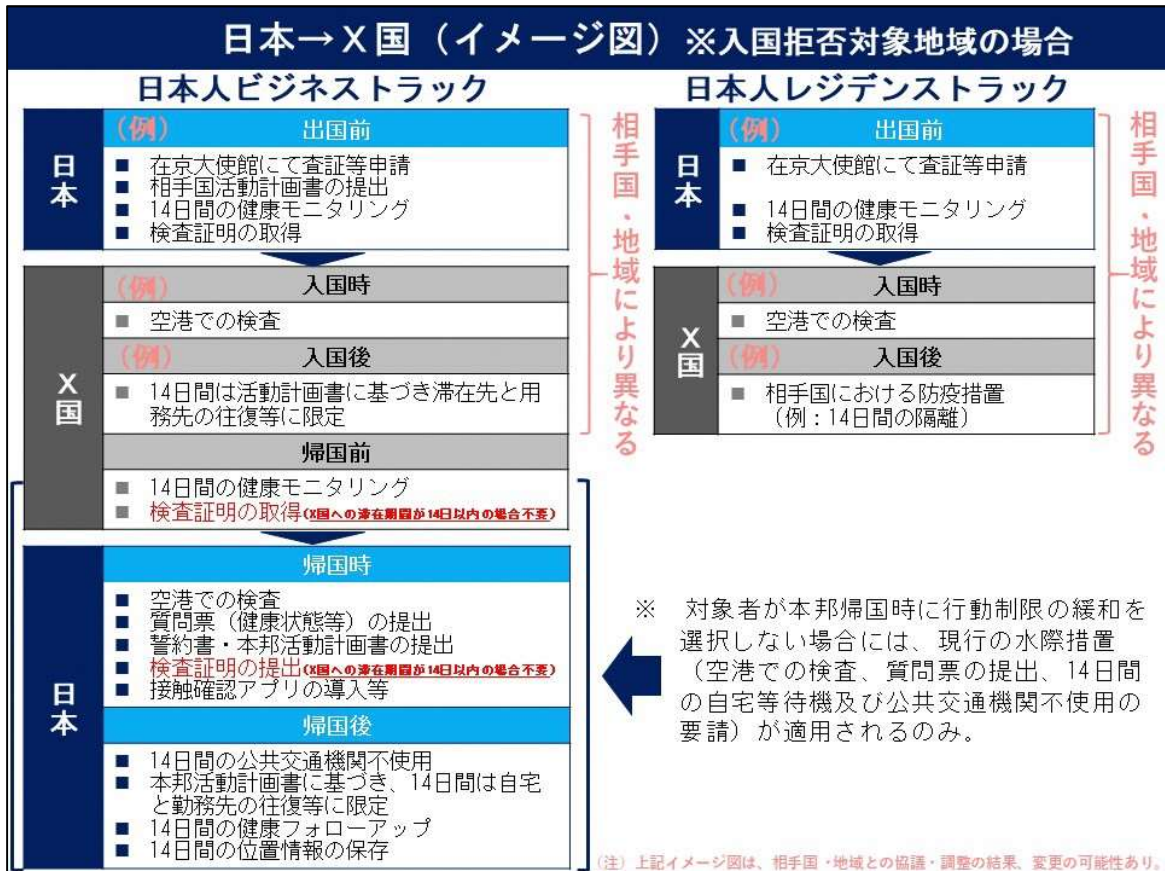 日本→X国(イメージ図)※入国拒否対象地域の場合
日本人ビジネストラック
日本
(例) 出国前
■ 在京大使館にて査証等申請
■ 相手国活動計画書の提出
■ 14日間の健康モニタリング
■ 検査証明の取得
X国
(例) 入国時
■ 空港での検査
(例) 入国後
■ 14日間は活動計画書に基づき滞在先と用
務先の往復等に限定
帰国前
■ 14日間の健康モニタリング
■ 検査証明の取得(X国への滞在期間が14日以内の場合不要)
相手国・地域により異なる
日本
帰国時
■ 空港での検査
■ 質問票(健康状態等)の提出
■ 誓約書・本邦活動計画書の提出
■ 検査証明の提出(X国への滞在期間が14日以内の場合不要)
■ 接触確認アプリの導入等
帰国後
■ 14日間の公共交通機関不使用
■ 本邦活動計画書に基づき、14日間は自宅
と勤務先の往復等に限定
■ 14日間の健康フォローアップ
■ 14日間の位置情報の保存
日本人レジデンストラック
日本
(例) 出国前
■ 在京大使館にて査証等申請
■ 14日間の健康モニタリング
■ 検査証明の取得
X国
(例) 入国時
■ 空港での検査
(例) 入国後
■ 相手国における防疫措置
(例:14日間の隔離)
相手国・地域により異なる
※ 対象者が本邦帰国時に行動制限の緩和を
選択しない場合には、現行の水際措置
(空港での検査、質問票の提出、14日間
の自宅等待機及び公共交通機関不使用の
要請)が適用されるのみ。
(注)上記イメージ図は、相手国・地域との協議・調整の結果、変更の可能性あり。